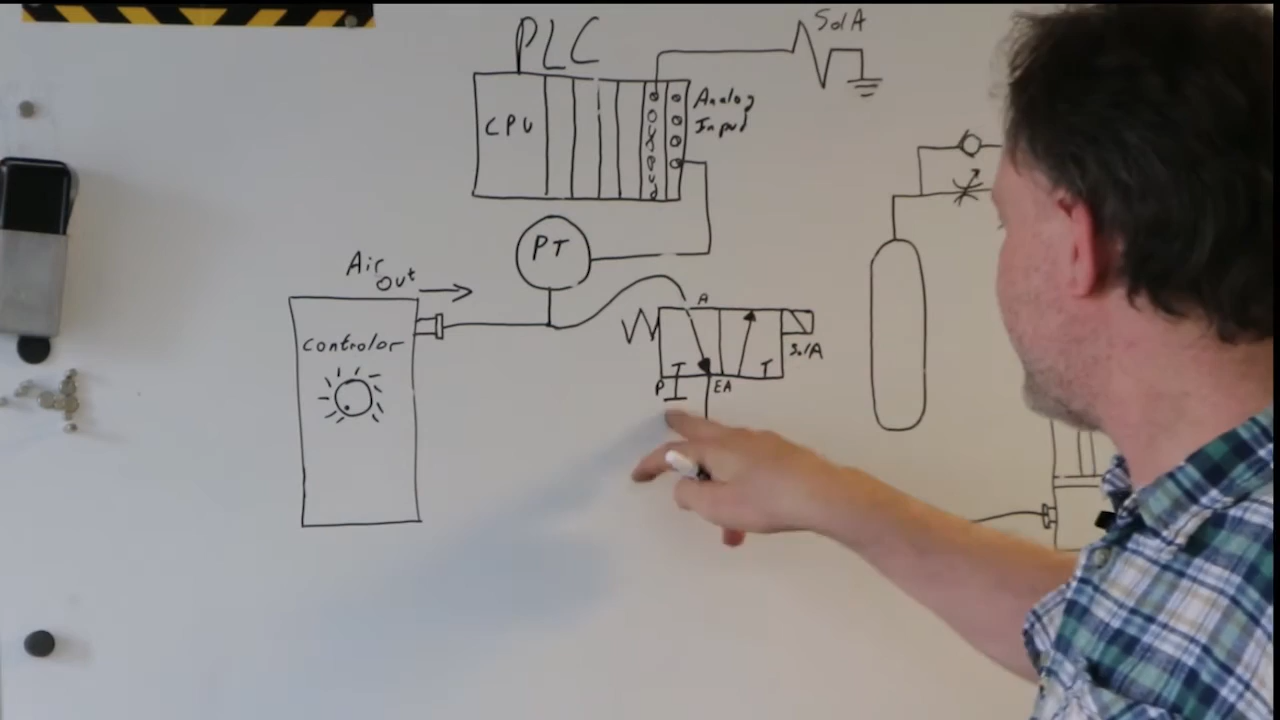 PLC
Sol A
CPU
Output
Analog
Input
PT
Air
Out
Controlor
A
Sol A
P
EA